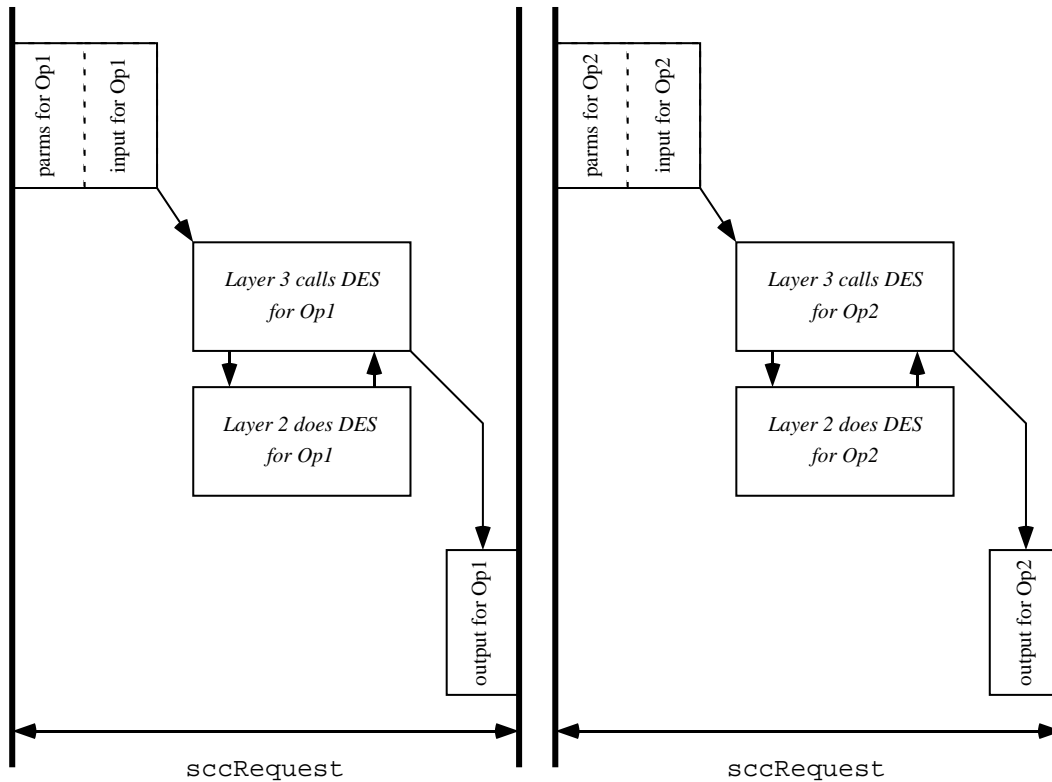 parms for Op1
input for Op1
Layer 3 calls DES
for Op1
Layer 2 does DES
for Op1
output for Op1
sccRequest
parms for Op2
input for Op2
Layer 3 calls DES
for Op2
Layer 2 does DES
for Op2
output for Op2
sccRequest